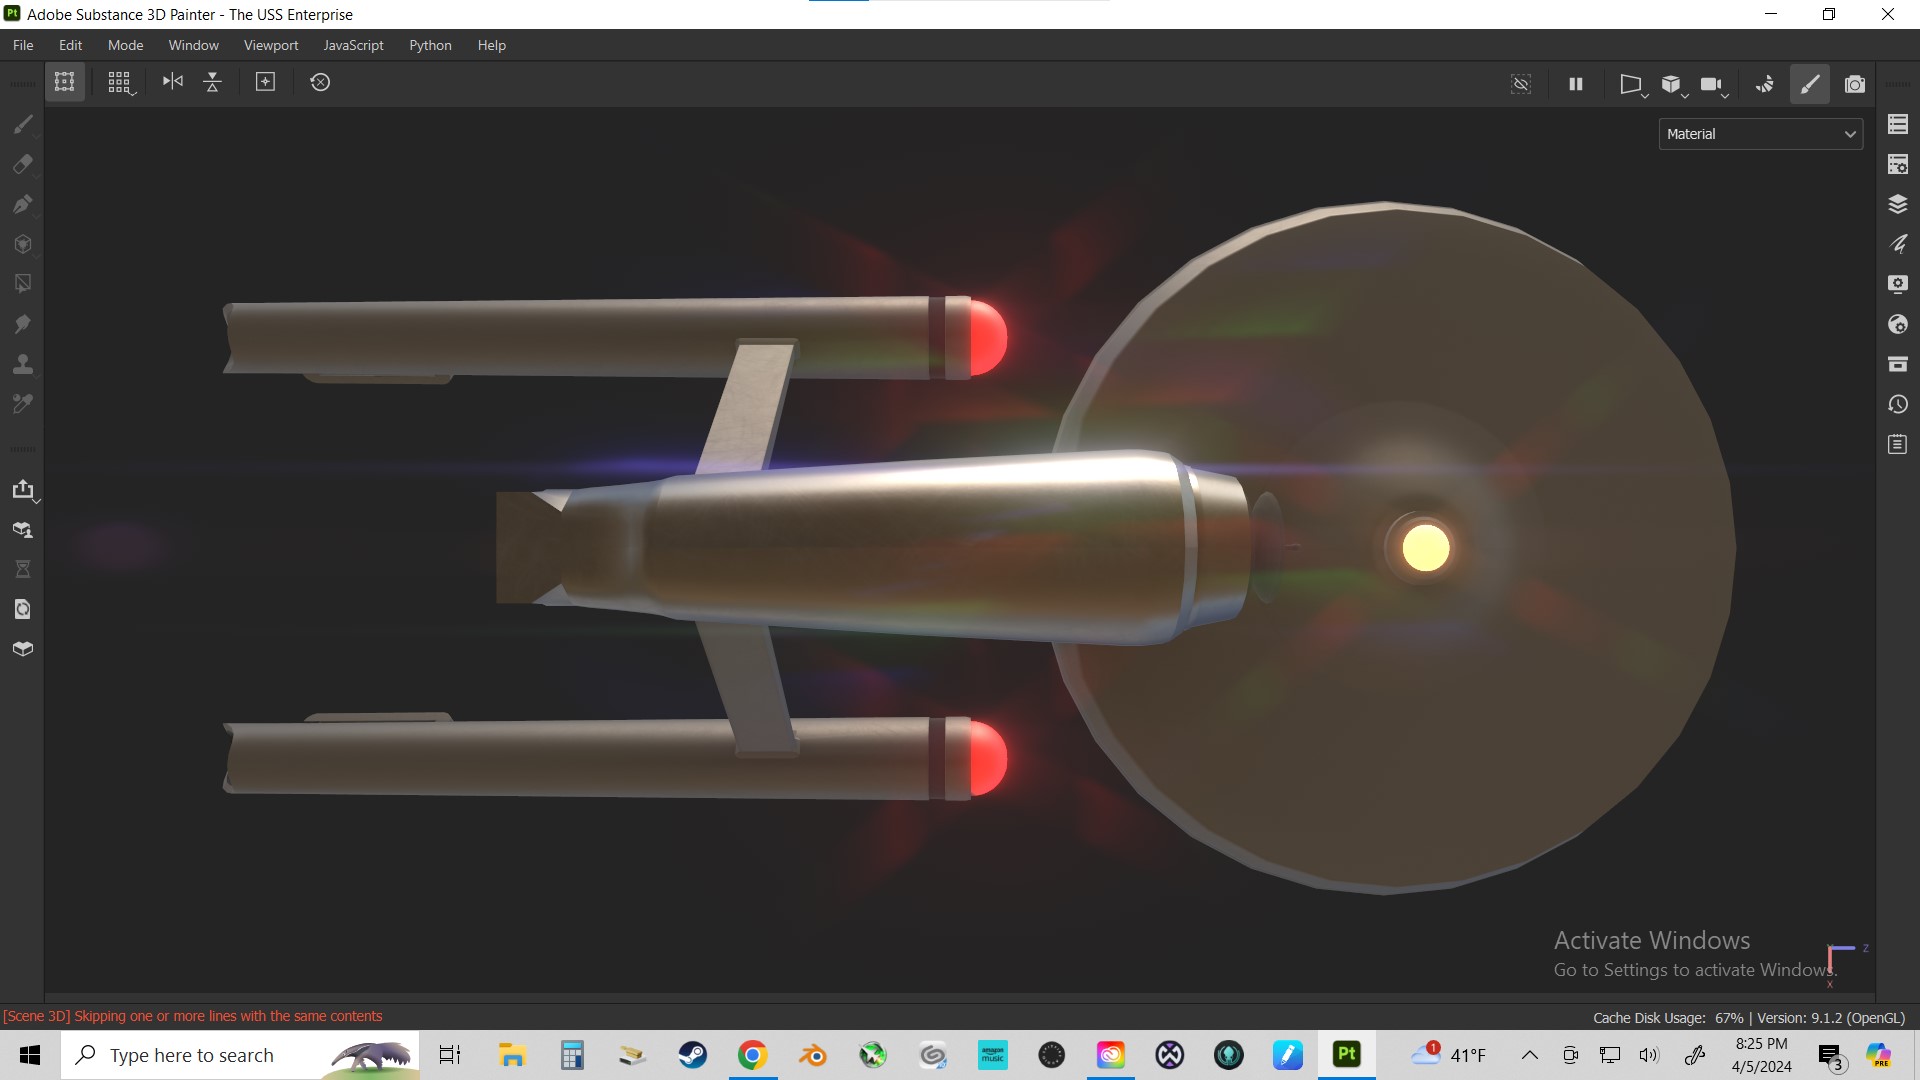 Pt Adobe Substance 3D Painter - The USS Enterprise
File Edit Mode Window Viewport JavaScript Python Help
Material
Activate Windows
Go to Settings to activate Windows.
Y Z
X
[Scene 3D] Skipping one or more lines with the same contents
Cache Disk Usage: 67% | Version: 9.1.2 (OpenGL)
Type here to search
amazon music
Pt
1
41°F
8:25 PM
4/5/2024
3
PRE